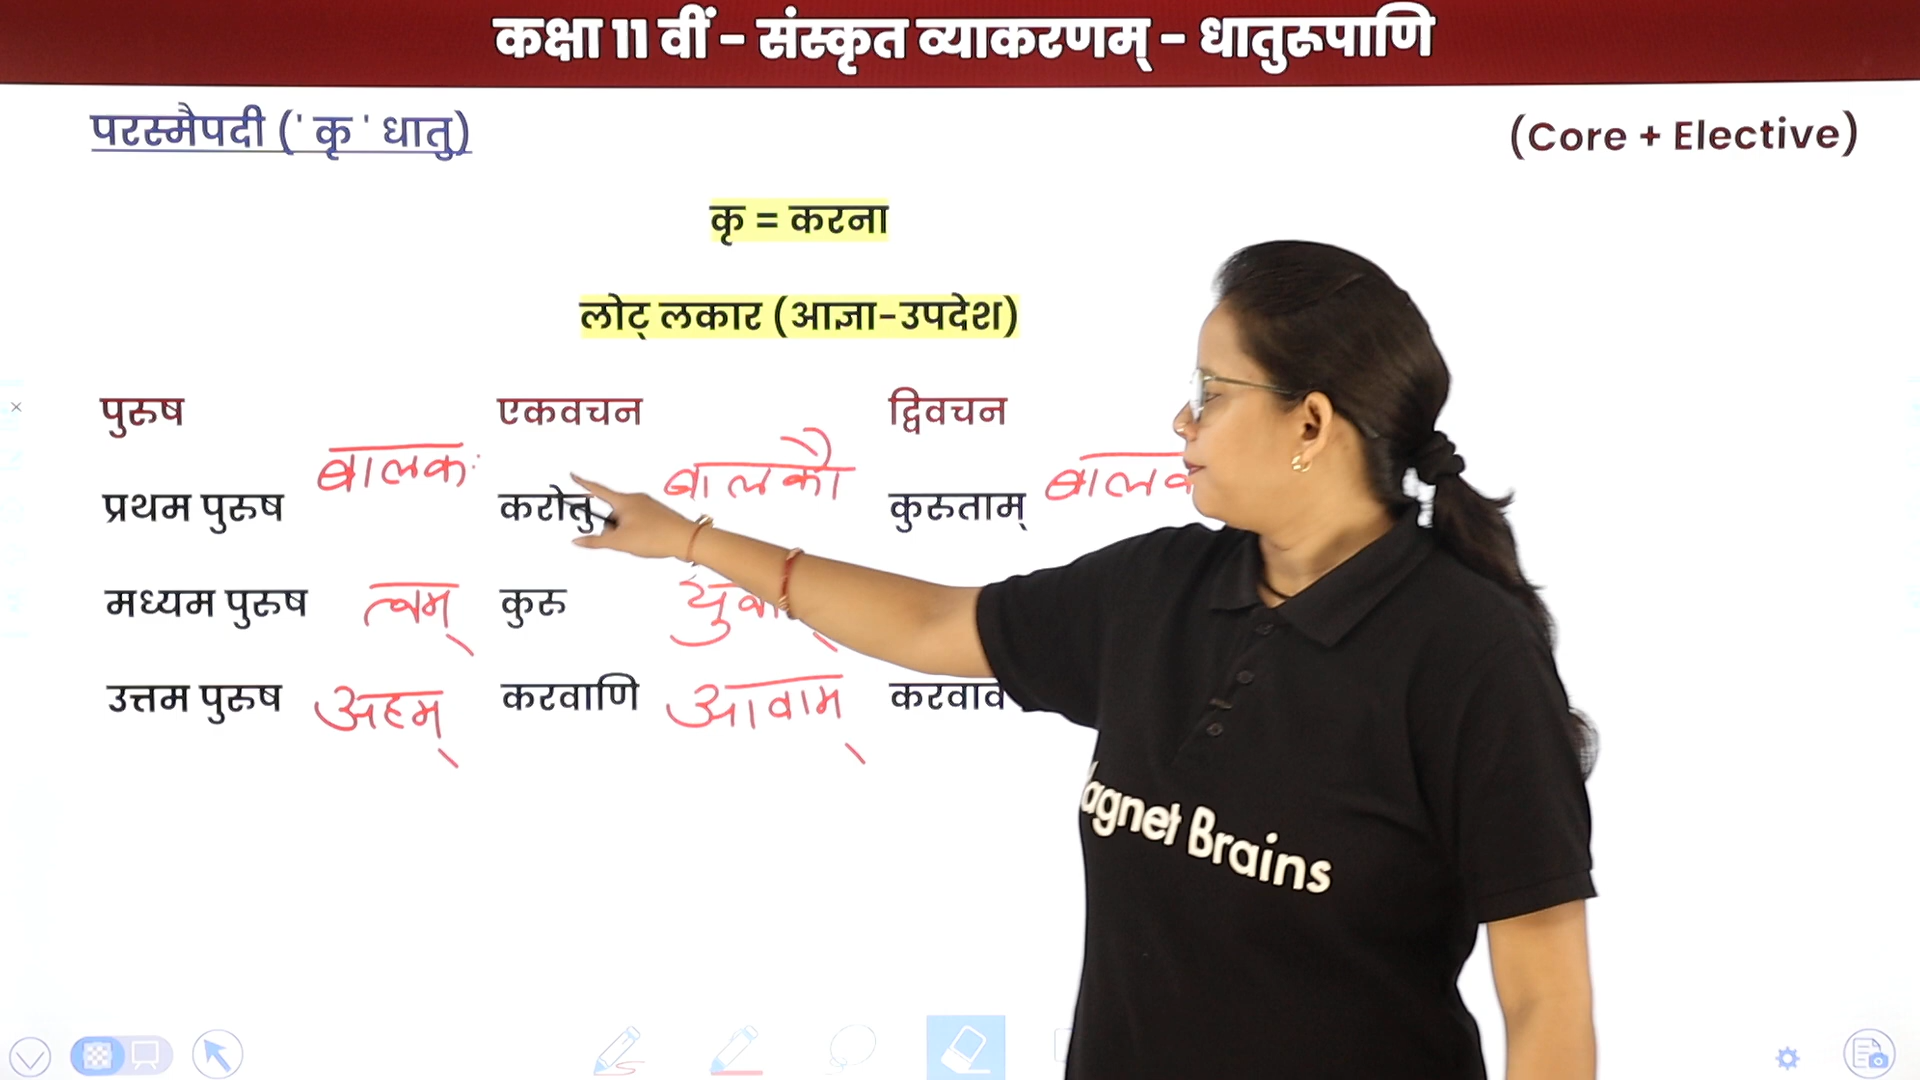 कक्षा 11 वीं - संस्कृत व्याकरणम् - धातुरूपाणि
परस्मैपदी (' कृ ' धातु)
(Core + Elective)
कृ = करना
लोट् लकार (आज्ञा-उपदेश)
पुरुष एकवचन द्विवचन
बालकः बालकौ
प्रथम पुरुष करोतु कुरुताम्
मध्यम पुरुष त्वम् कुरु
उत्तम पुरुष अहम् करवाणि आवाम् करवाव
Brains